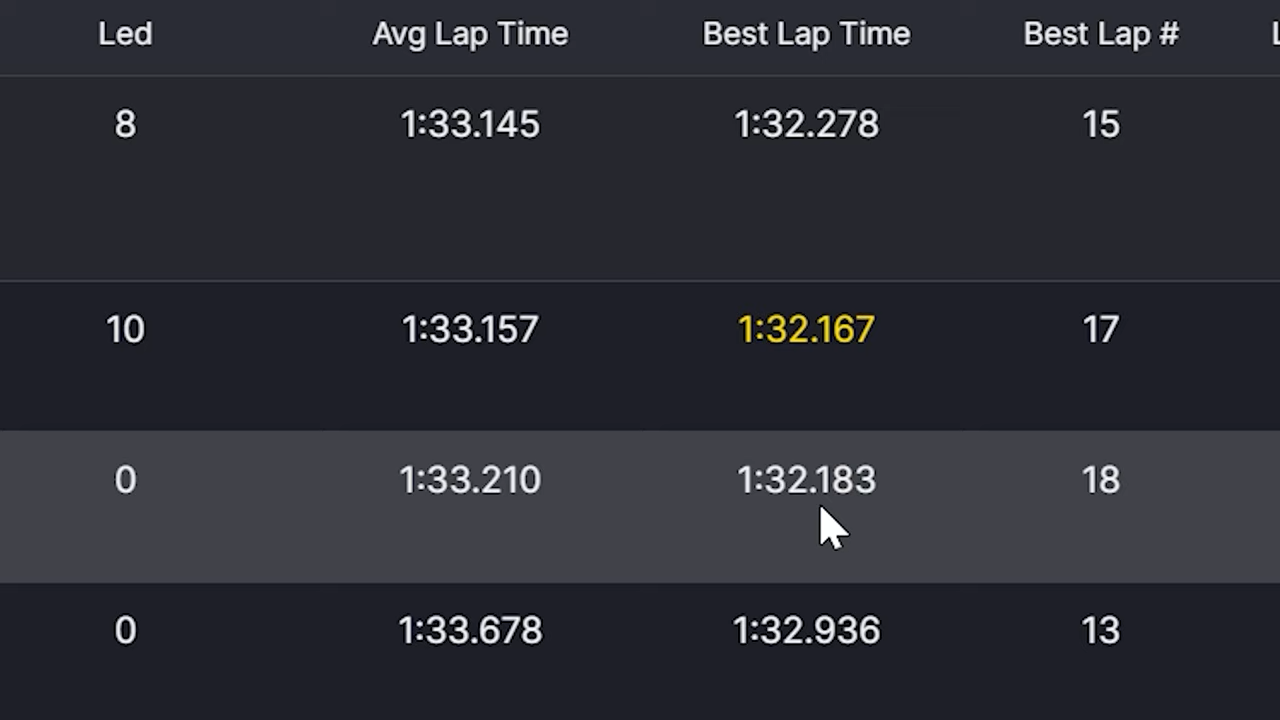 Led Avg Lap Time Best Lap Time Best Lap #
8 1:33.145 1:32.278 15
10 1:33.157 1:32.167 17
0 1:33.210 1:32.183 18
0 1:33.678 1:32.936 13